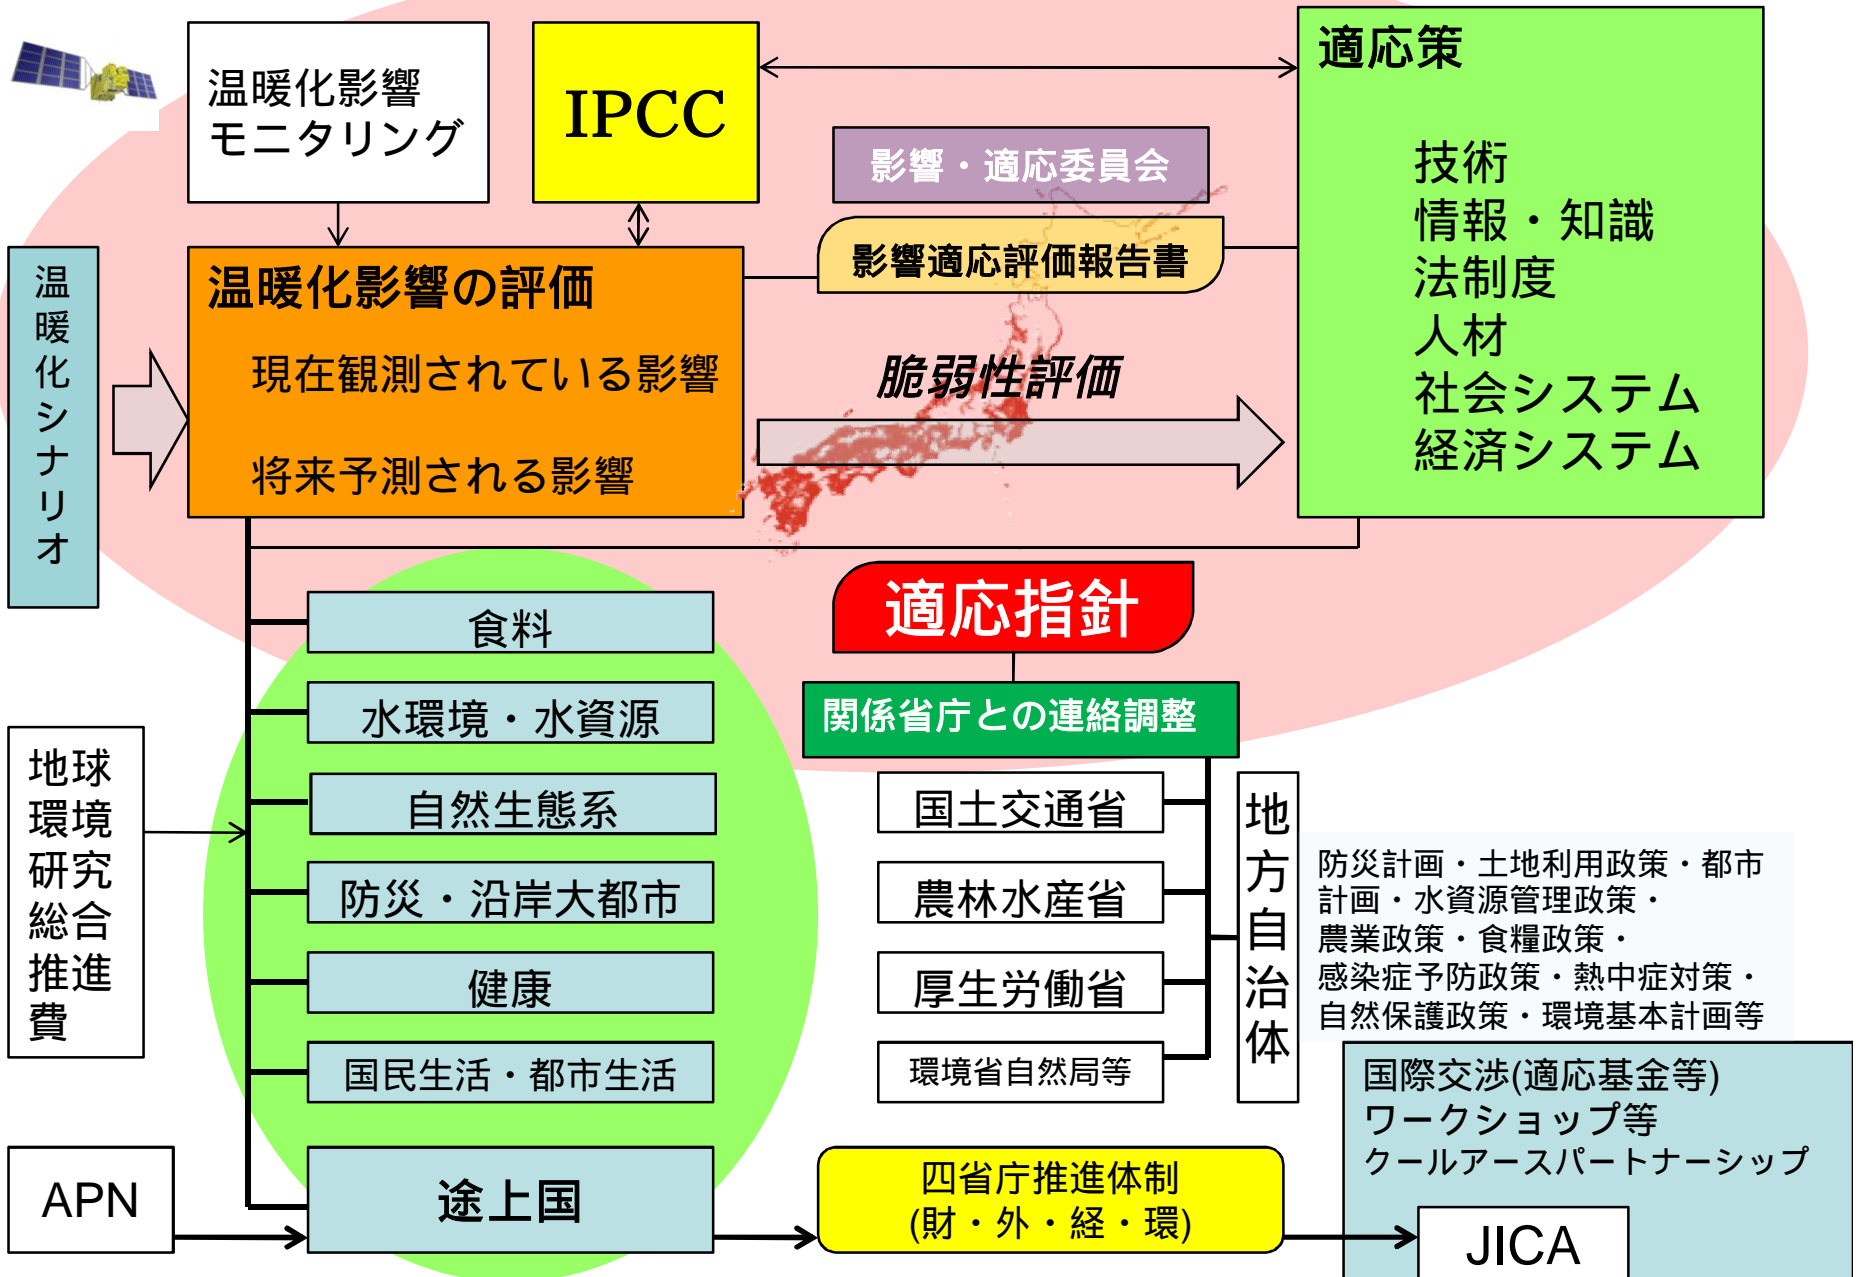 温暖化影響
モニタリング
IPCC
適応策
技術
情報・知識
法制度
人材
社会システム
経済システム
影響・適応委員会
影響適応評価報告書
温暖化シナリオ
温暖化影響の評価
現在観測されている影響
将来予測される影響
脆弱性評価
食料
水環境・水資源
自然生態系
防災・沿岸大都市
健康
国民生活・都市生活
途上国
地球
環境
研究
総合
推進
費
APN
適応指針
関係省庁との連絡調整
国土交通省
農林水産省
厚生労働省
環境省自然局等
地方自治体
防災計画・土地利用政策・都市
計画・水資源管理政策・
農業政策・食糧政策・
感染症予防政策・熱中症対策・
自然保護政策・環境基本計画等
四省庁推進体制
(財・外・経・環)
国際交渉(適応基金等)
ワークショップ等
クールアースパートナーシップ
JICA